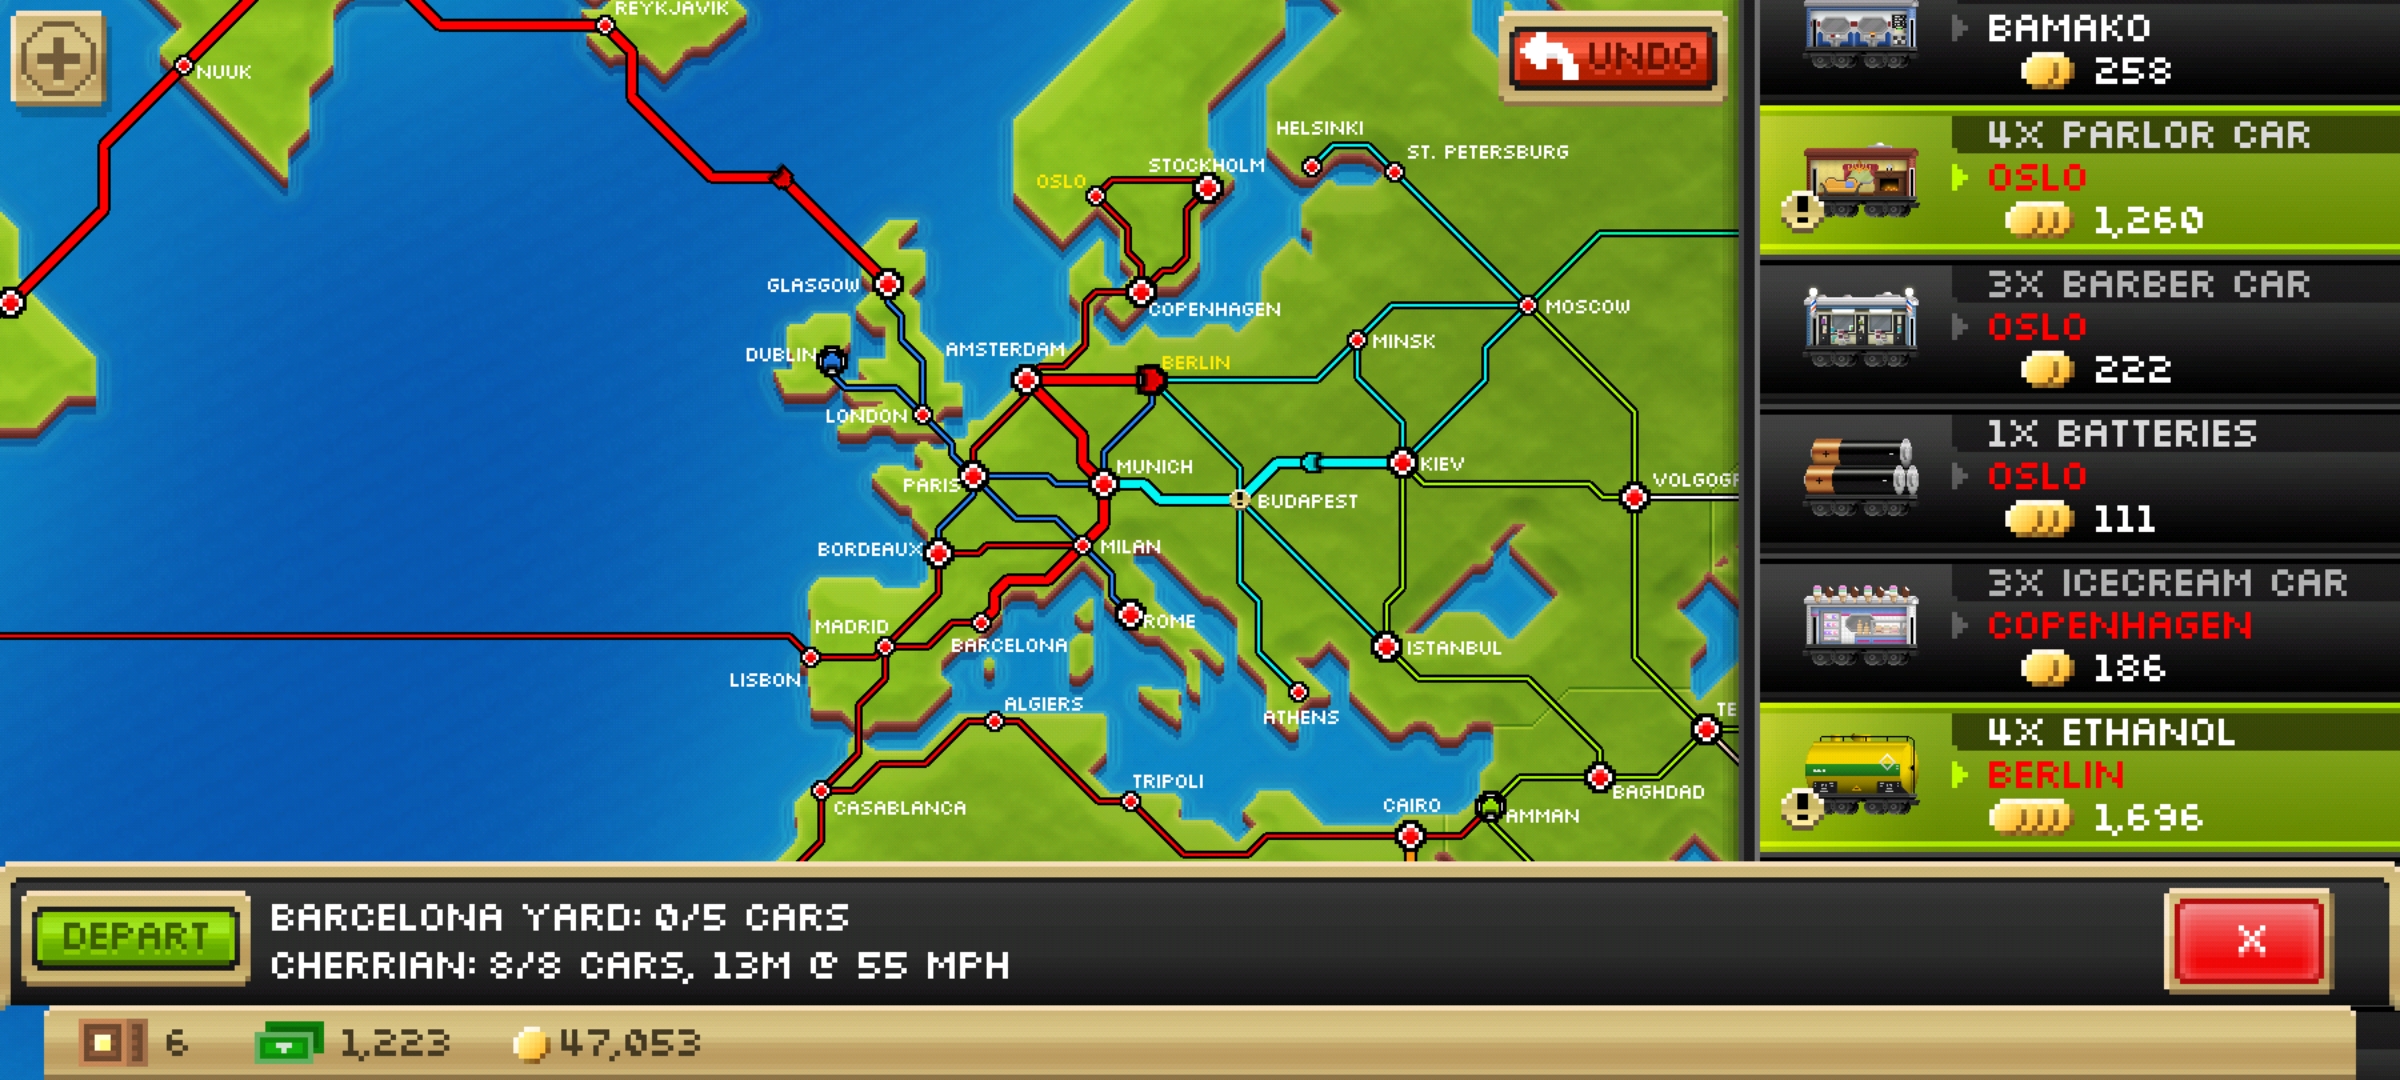 REYKJAVIK
NUUK
UNDO
HELSINKI
ST. PETERSBURG
STOCKHOLM
OSLO
GLASGOW
COPENHAGEN
MOSCOW
DUBLIN
AMSTERDAM
BERLIN
MINSK
LONDON
MUNICH
KIEV
PARIS
BUDAPEST
VOLGOGR
BORDEAUX
MILAN
MADRID
ROME
BARCELONA
ISTANBUL
LISBON
ALGIERS
ATHENS
TE
TRIPOLI
CASABLANCA
CAIRO
AMMAN
BAGHDAD
BAMAKO
258
4X PARLOR CAR
OSLO
1,260
3X BARBER CAR
OSLO
222
1X BATTERIES
OSLO
111
3X ICECREAM CAR
COPENHAGEN
186
4X ETHANOL
BERLIN
1,696
DEPART
BARCELONA YARD: 0/5 CARS
CHERRIAN: 8/8 CARS, 13M @ 55 MPH
X
6
1,223
47,053